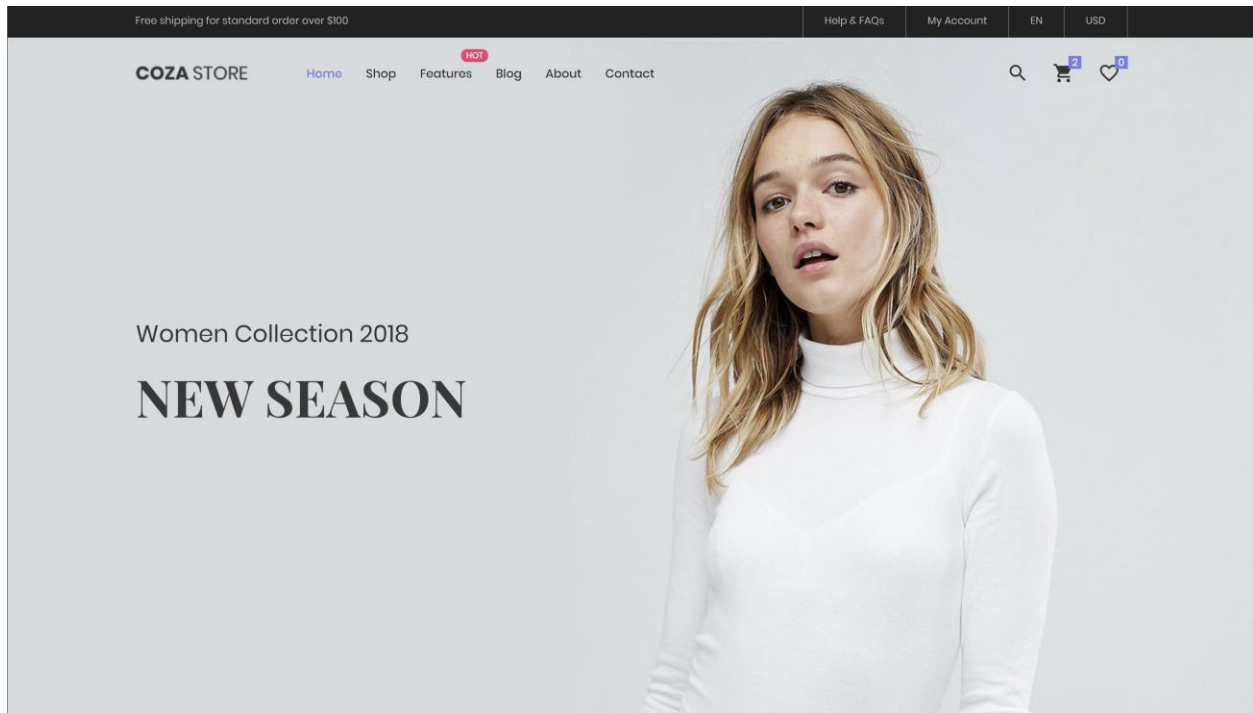 Free shipping for standard order over $100
Help & FAQs
My Account
EN
USD
COZA STORE
Home
Shop
Features
HOT
Blog
About
Contact
2
0
Women Collection 2018
NEW SEASON